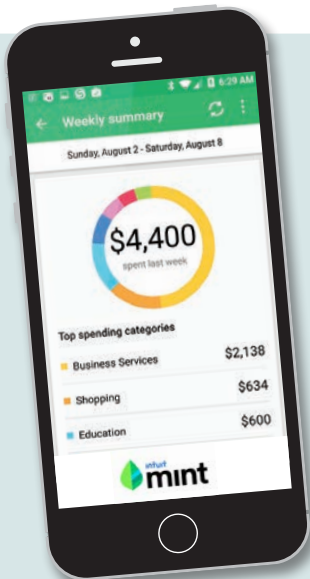 6:29 AM
Weekly summary
Sunday, August 2 - Saturday, August 8
$4,400
spent last week
Top spending categories
Business Services $2,138
Shopping $634
Education $600
intuit
mint